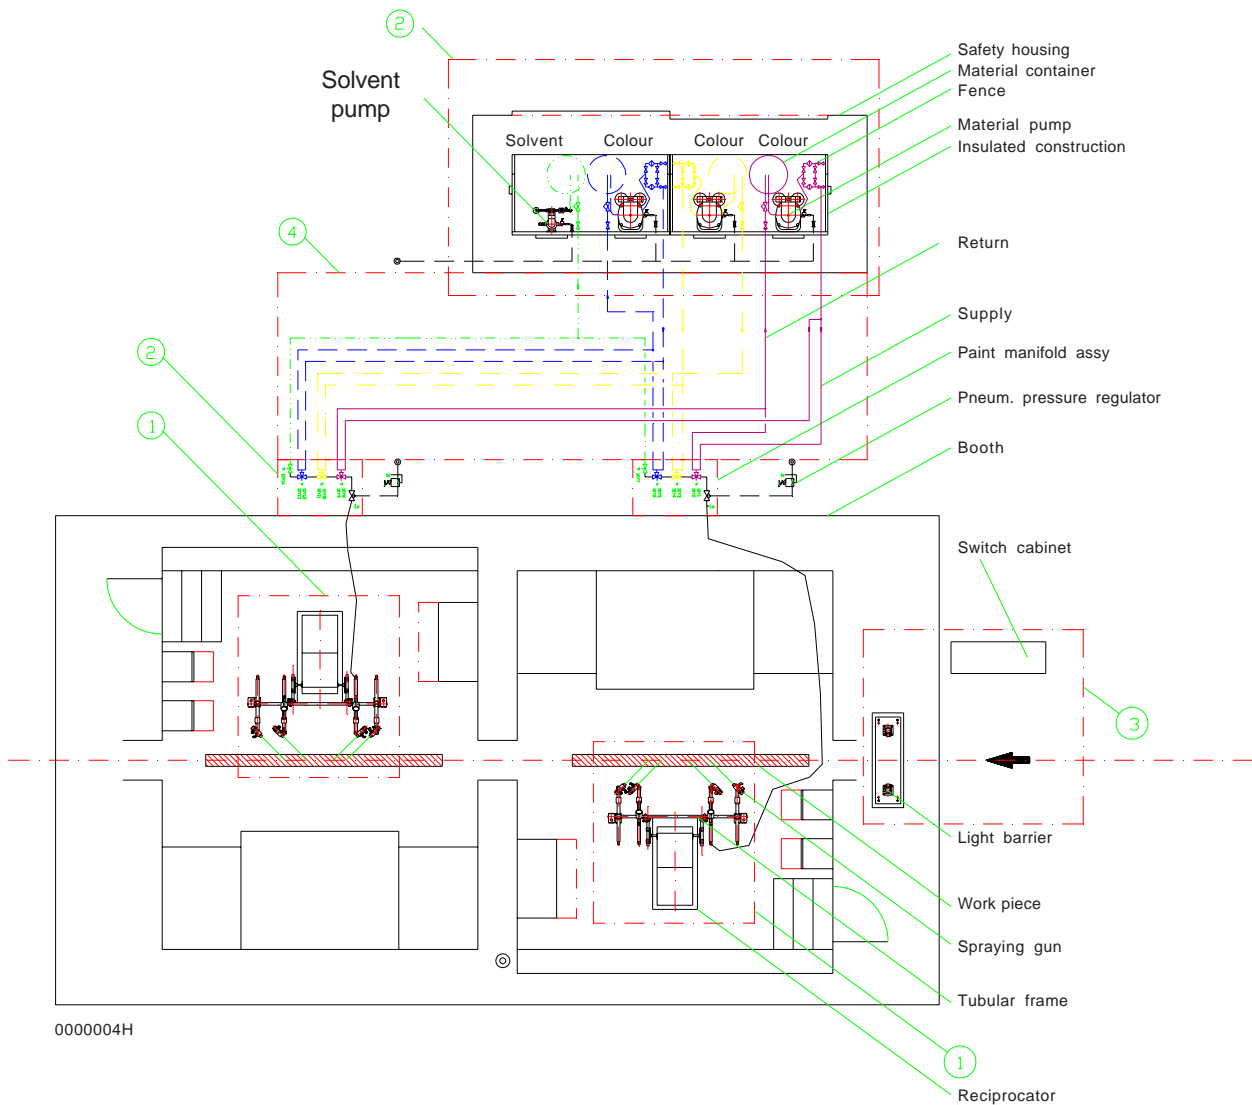 2
Safety housing
Material container
Fence
Solvent
pump
Material pump
Insulated construction
Solvent Colour Colour Colour
4
Return
Supply
2
Paint manifold assy
Pneum. pressure regulator
1
Booth
Switch cabinet
3
Light barrier
Work piece
Spraying gun
Tubular frame
0000004H
1
Reciprocator